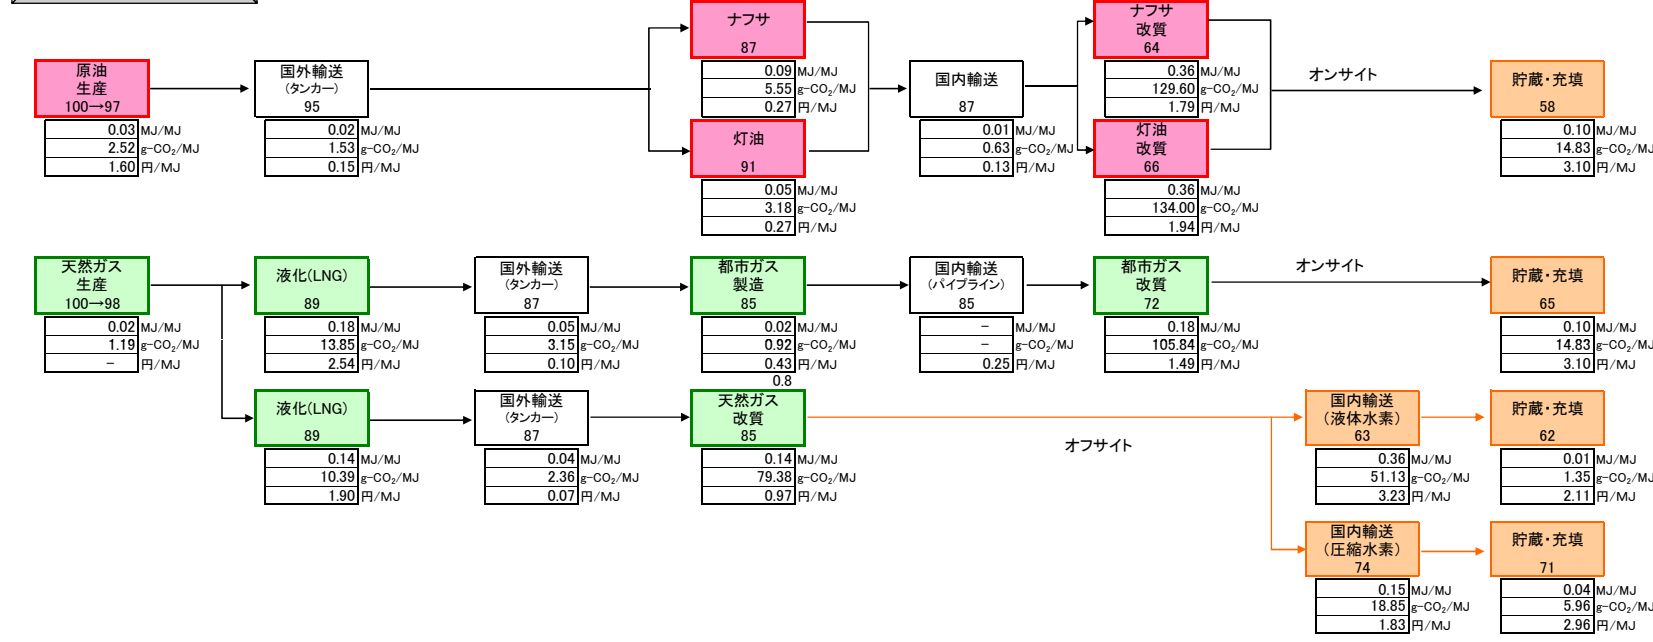 原油
生産
100→97
0.03 MJ/MJ
2.52 g-CO₂/MJ
1.60 円/MJ
国外輸送
(タンカー)
95
0.02 MJ/MJ
1.53 g-CO₂/MJ
0.15 円/MJ
ナフサ
87
0.09 MJ/MJ
5.55 g-CO₂/MJ
0.27 円/MJ
灯油
91
0.05 MJ/MJ
3.18 g-CO₂/MJ
0.27 円/MJ
国内輸送
87
0.01 MJ/MJ
0.63 g-CO₂/MJ
0.13 円/MJ
ナフサ
改質
64
0.36 MJ/MJ
129.60 g-CO₂/MJ
1.79 円/MJ
灯油
改質
66
0.36 MJ/MJ
134.00 g-CO₂/MJ
1.94 円/MJ
オンサイト
貯蔵・充填
58
0.10 MJ/MJ
14.83 g-CO₂/MJ
3.10 円/MJ
天然ガス
生産
100→98
0.02 MJ/MJ
1.19 g-CO₂/MJ
- 円/MJ
液化(LNG)
89
0.18 MJ/MJ
13.85 g-CO₂/MJ
2.54 円/MJ
国外輸送
(タンカー)
87
0.05 MJ/MJ
3.15 g-CO₂/MJ
0.10 円/MJ
都市ガス
製造
85
0.02 MJ/MJ
0.92 g-CO₂/MJ
0.43 円/MJ
0.8
国内輸送
(パイプライン)
85
- MJ/MJ
- g-CO₂/MJ
0.25 円/MJ
都市ガス
改質
72
0.18 MJ/MJ
105.84 g-CO₂/MJ
1.49 円/MJ
オンサイト
貯蔵・充填
65
0.10 MJ/MJ
14.83 g-CO₂/MJ
3.10 円/MJ
液化(LNG)
89
0.14 MJ/MJ
10.39 g-CO₂/MJ
1.90 円/MJ
国外輸送
(タンカー)
87
0.04 MJ/MJ
2.36 g-CO₂/MJ
0.07 円/MJ
天然ガス
改質
85
0.14 MJ/MJ
79.38 g-CO₂/MJ
0.97 円/MJ
オフサイト
国内輸送
(液体水素)
63
0.36 MJ/MJ
51.13 g-CO₂/MJ
3.23 円/MJ
貯蔵・充填
62
0.01 MJ/MJ
1.35 g-CO₂/MJ
2.11 円/MJ
国内輸送
(圧縮水素)
74
0.15 MJ/MJ
18.85 g-CO₂/MJ
1.83 円/MJ
貯蔵・充填
71
0.04 MJ/MJ
5.96 g-CO₂/MJ
2.96 円/MJ